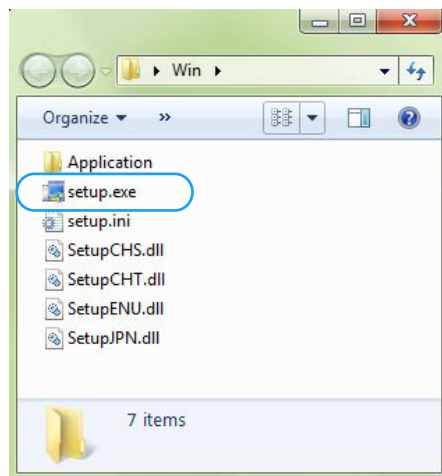 Win
Organize
Application
setup.exe
setup.ini
SetupCHS.dll
SetupCHT.dll
SetupENU.dll
SetupJPN.dll
7 items